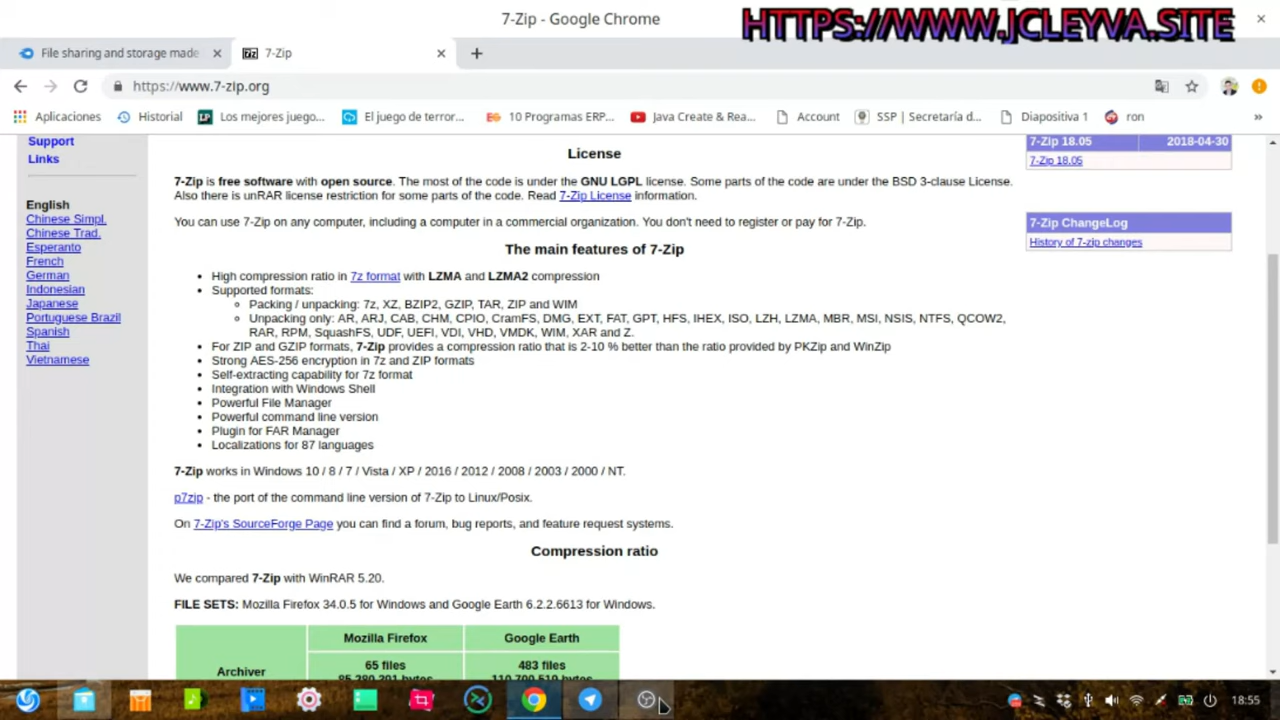 7-Zip - Google Chrome
HTTPS://WWW.JCLEYVA.SITE
File sharing and storage made
7-Zip
https://www.7-zip.org
Aplicaciones
Historial
Los mejores juego...
El juego de terror...
10 Programas ERP...
Java Create & Rea...
Account
SSP | Secretaría d...
Diapositiva 1
ron
Support
Links
English
Chinese Simpl.
Chinese Trad.
Esperanto
French
German
Indonesian
Japanese
Portuguese Brazil
Spanish
Thai
Vietnamese
License
7-Zip is free software with open source. The most of the code is under the GNU LGPL license. Some parts of the code are under the BSD 3-clause License.
Also there is unRAR license restriction for some parts of the code. Read 7-Zip License information.
You can use 7-Zip on any computer, including a computer in a commercial organization. You don't need to register or pay for 7-Zip.
The main features of 7-Zip
• High compression ratio in 7z format with LZMA and LZMA2 compression
• Supported formats:
Packing / unpacking: 7z, XZ, BZIP2, GZIP, TAR, ZIP and WIM
Unpacking only: AR, ARJ, CAB, CHM, CPIO, CramFS, DMG, EXT, FAT, GPT, HFS, IHEX, ISO, LZH, LZMA, MBR, MSI, NSIS, NTFS, QCOW2,
RAR, RPM, SquashFS, UDF, UEFI, VDI, VHD, VMDK, WIM, XAR and Z.
• For ZIP and GZIP formats, 7-Zip provides a compression ratio that is 2-10 % better than the ratio provided by PKZip and WinZip
• Strong AES-256 encryption in 7z and ZIP formats
• Self-extracting capability for 7z format
• Integration with Windows Shell
• Powerful File Manager
• Powerful command line version
• Plugin for FAR Manager
• Localizations for 87 languages
7-Zip works in Windows 10 / 8 / 7 / Vista / XP / 2016 / 2012 / 2008 / 2003 / 2000 / NT.
p7zip - the port of the command line version of 7-Zip to Linux/Posix.
On 7-Zip's SourceForge Page you can find a forum, bug reports, and feature request systems.
Compression ratio
We compared 7-Zip with WinRAR 5.20.
FILE SETS: Mozilla Firefox 34.0.5 for Windows and Google Earth 6.2.2.6613 for Windows.
Archiver
Mozilla Firefox
Google Earth
65 files
483 files
7-Zip 18.05
2018-04-30
7-Zip 18.05
7-Zip ChangeLog
History of 7-zip changes
18:55